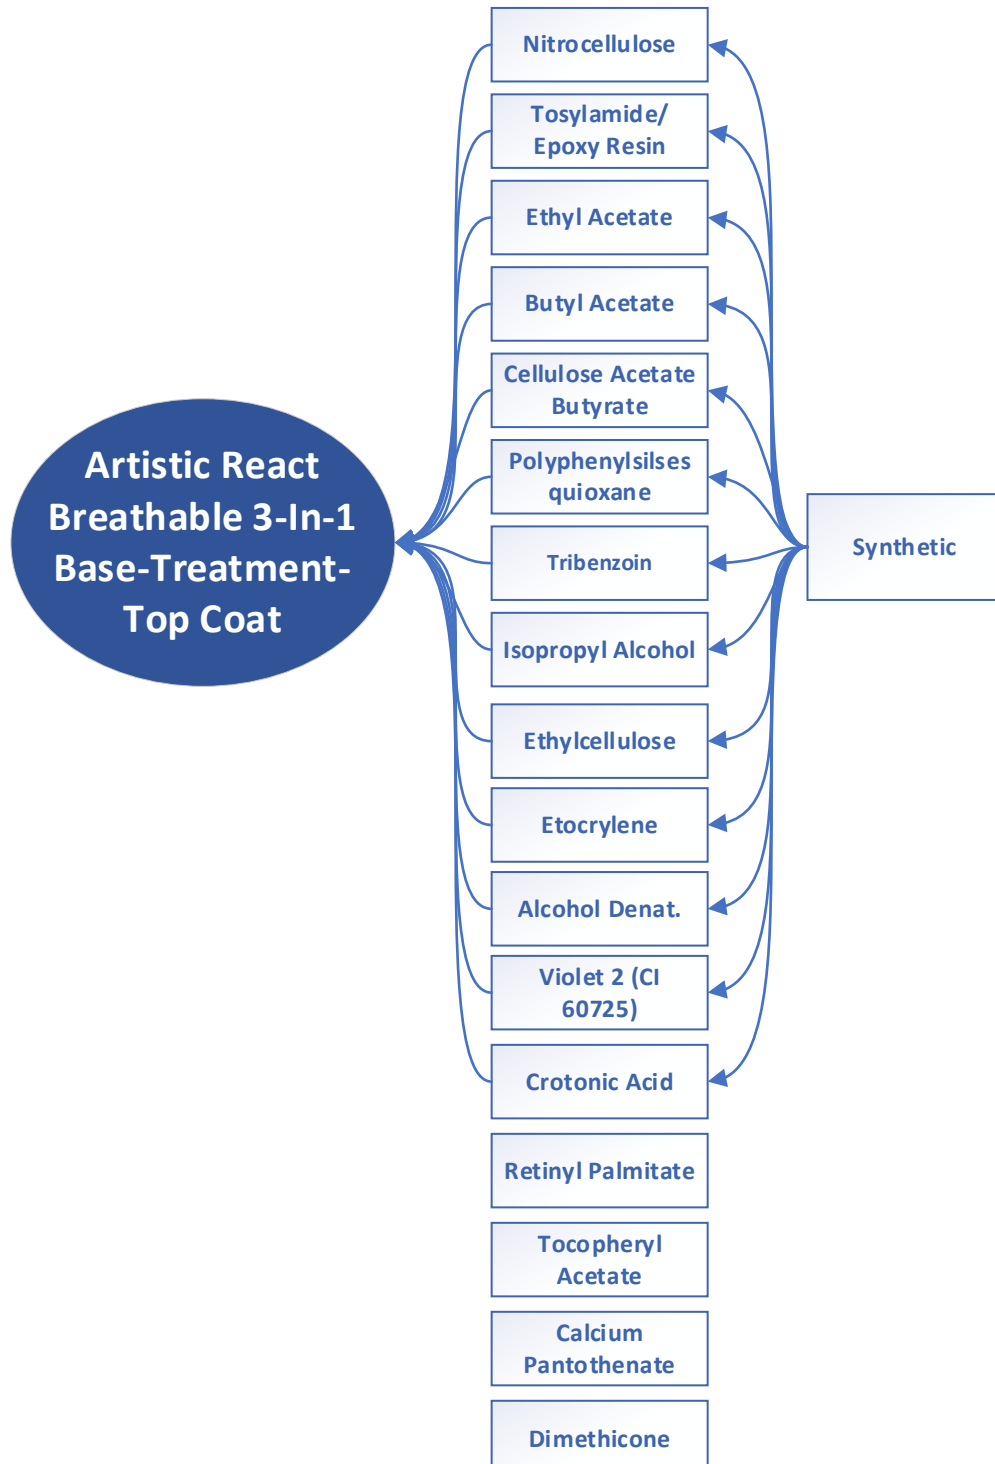 Artistic React
Breathable 3-In-1
Base-Treatment-
Top Coat
Nitrocellulose
Tosylamide/
Epoxy Resin
Ethyl Acetate
Butyl Acetate
Cellulose Acetate
Butyrate
Polyphenylsilses
quioxane
Tribenzoin
Isopropyl Alcohol
Ethylcellulose
Etocrylene
Alcohol Denat.
Violet 2 (CI
60725)
Crotonic Acid
Retinyl Palmitate
Tocopheryl
Acetate
Calcium
Pantothenate
Dimethicone
Synthetic